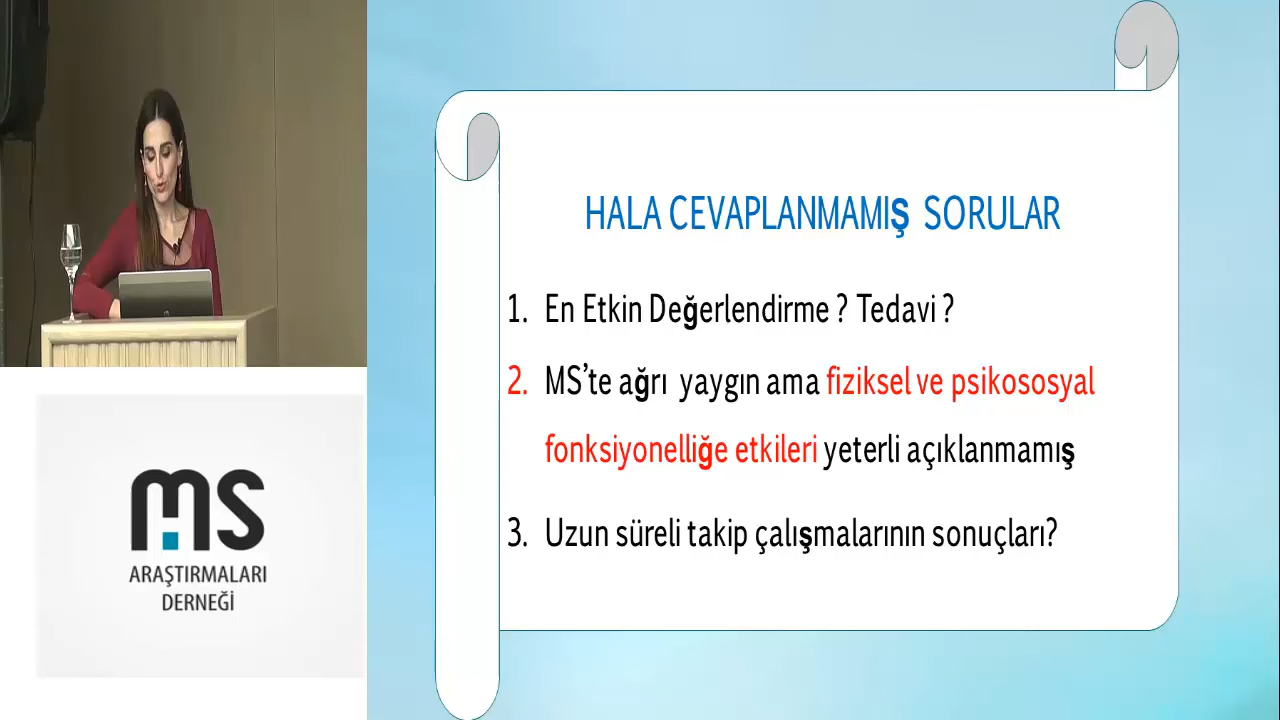 HALA CEVAPLANMAMIŞ SORULAR
1. En Etkin Değerlendirme ? Tedavi ?
2. MS'te ağrı yaygın ama fiziksel ve psikososyal
fonksiyonelliğe etkileri yeterli açıklanmamış
3. Uzun süreli takip çalışmalarının sonuçları?
MS
ARAŞTIRMALARI
DERNEĞİ